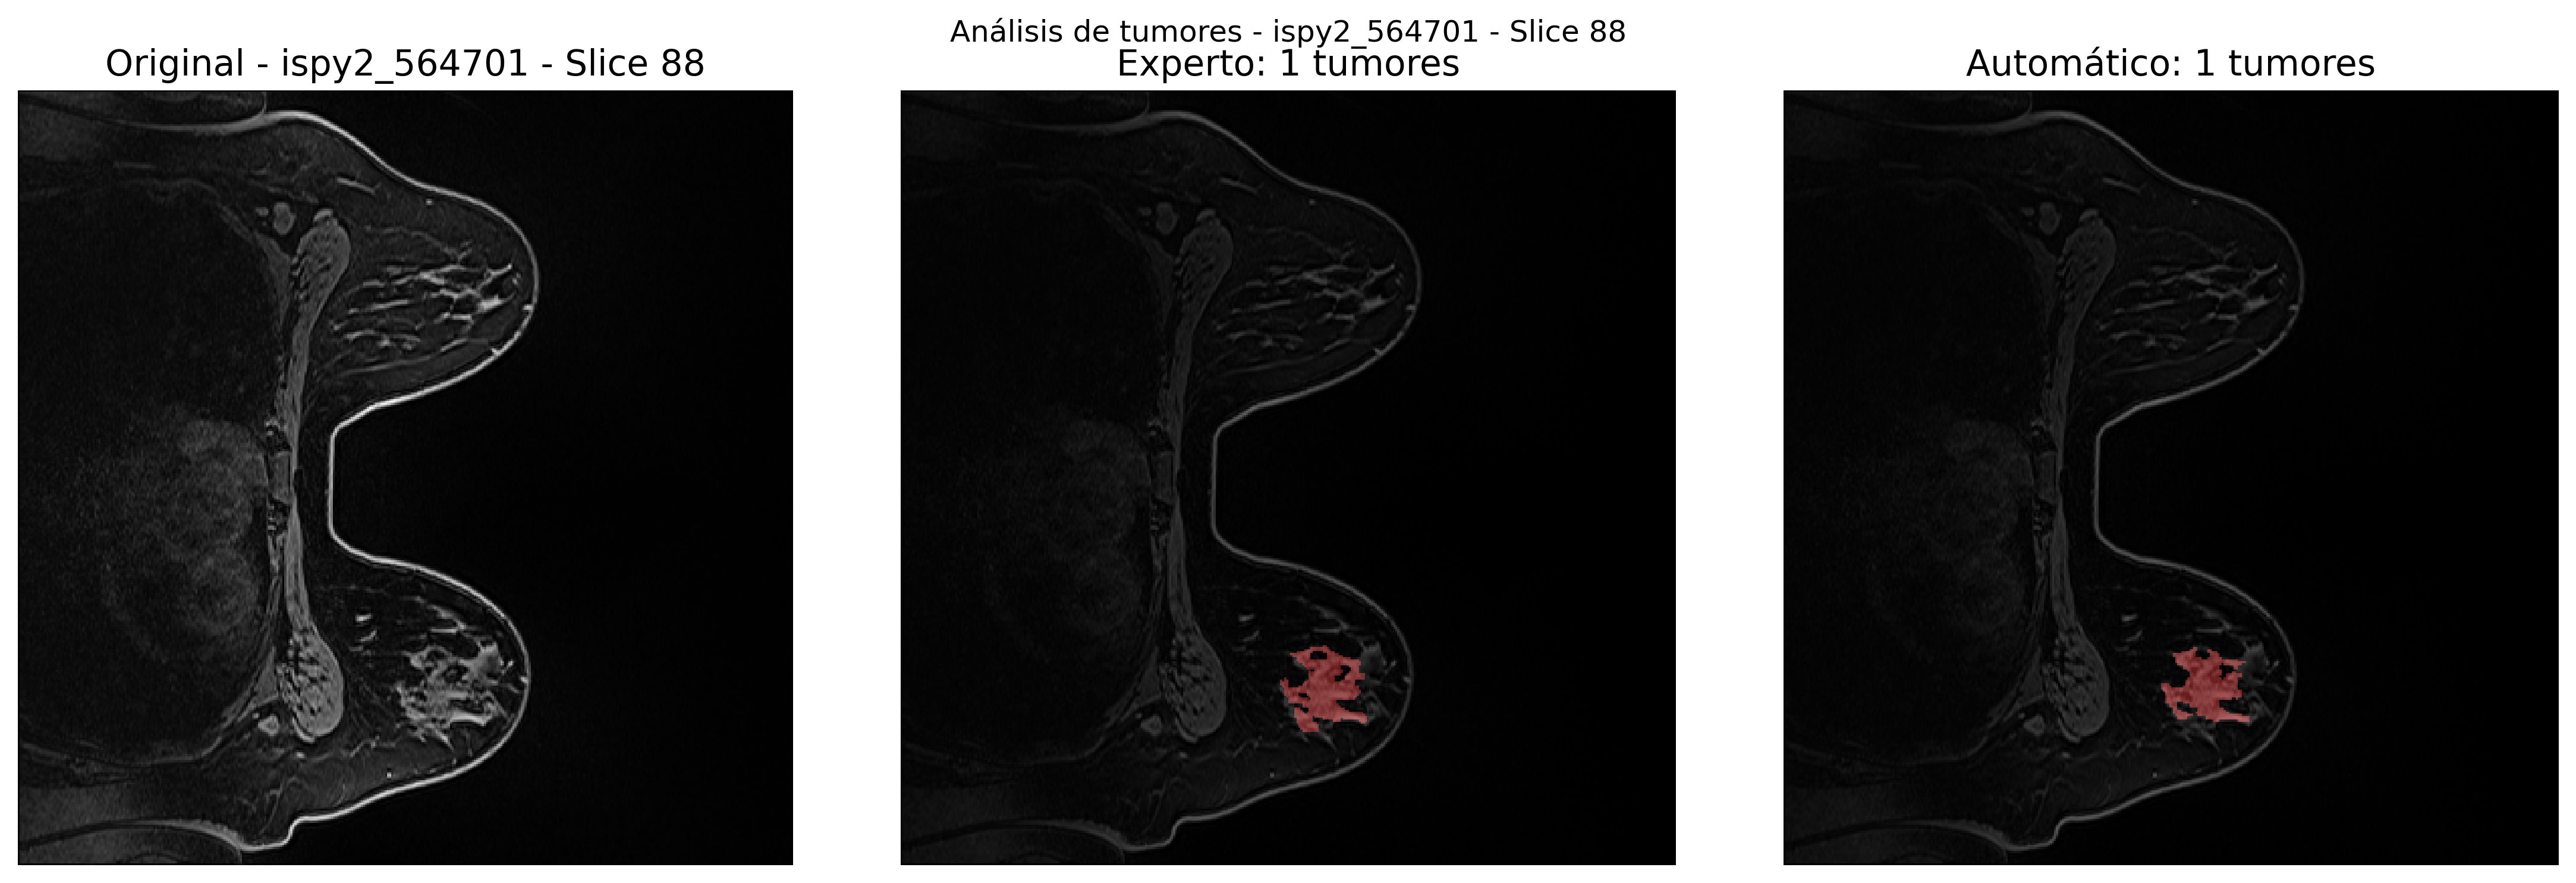 Análisis de tumores - ispy2_564701 - Slice 88
Original - ispy2_564701 - Slice 88
Experto: 1 tumores
Automático: 1 tumores